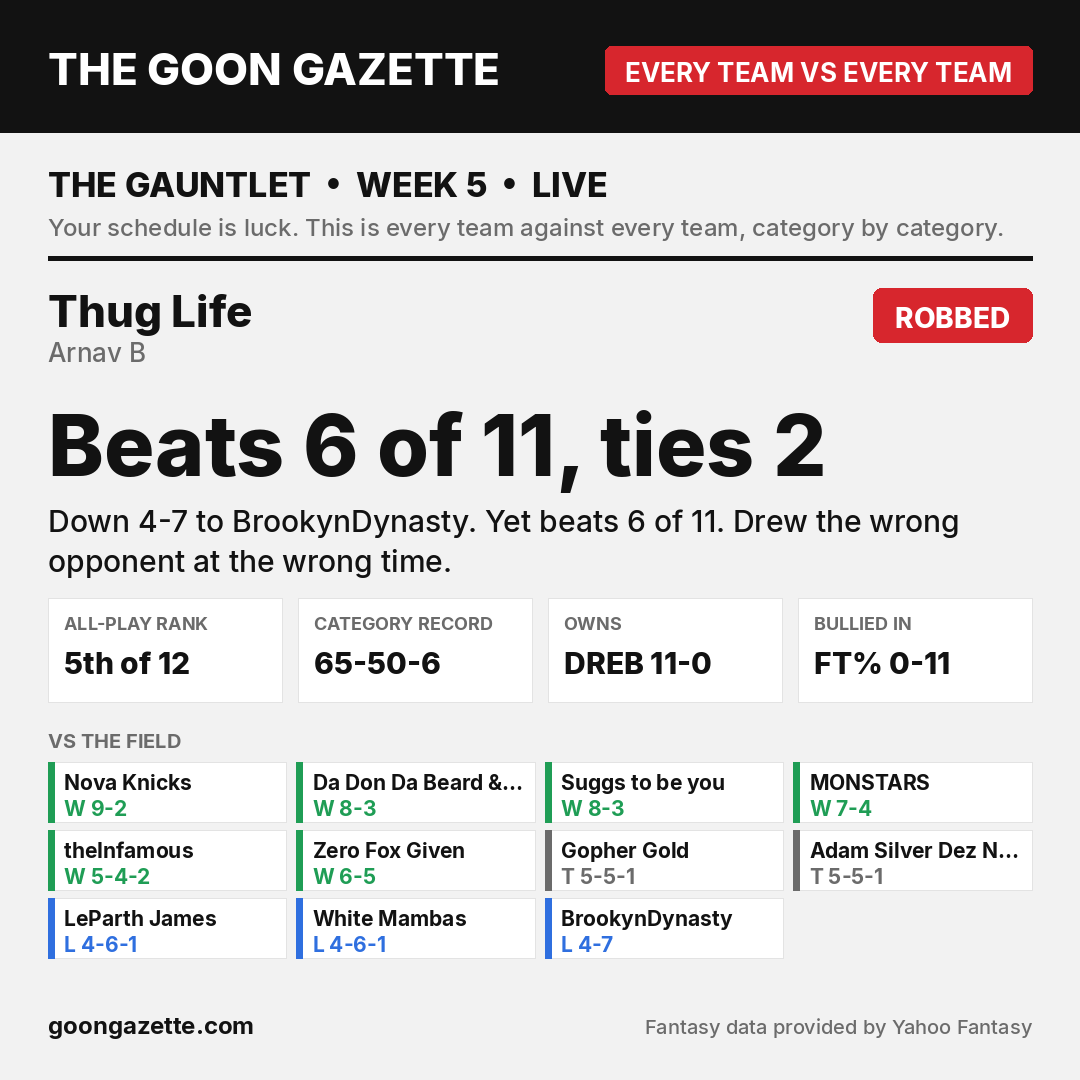 THE GOON GAZETTE
EVERY TEAM VS EVERY TEAM
THE GAUNTLET • WEEK 5 • LIVE
Your schedule is luck. This is every team against every team, category by category.
Thug Life
ROBBED
Arnav B
Beats 6 of 11, ties 2
Down 4-7 to BrookynDynasty. Yet beats 6 of 11. Drew the wrong
opponent at the wrong time.
ALL-PLAY RANK
5th of 12
CATEGORY RECORD
65-50-6
OWNS
DREB 11-0
BULLIED IN
FT% 0-11
VS THE FIELD
Nova Knicks
W 9-2
Da Don Da Beard &...
W 8-3
Suggs to be you
W 8-3
MONSTARS
W 7-4
theInfamous
W 5-4-2
Zero Fox Given
W 6-5
Gopher Gold
T 5-5-1
Adam Silver Dez N...
T 5-5-1
LeParth James
L 4-6-1
White Mambas
L 4-6-1
BrookynDynasty
L 4-7
goongazette.com
Fantasy data provided by Yahoo Fantasy